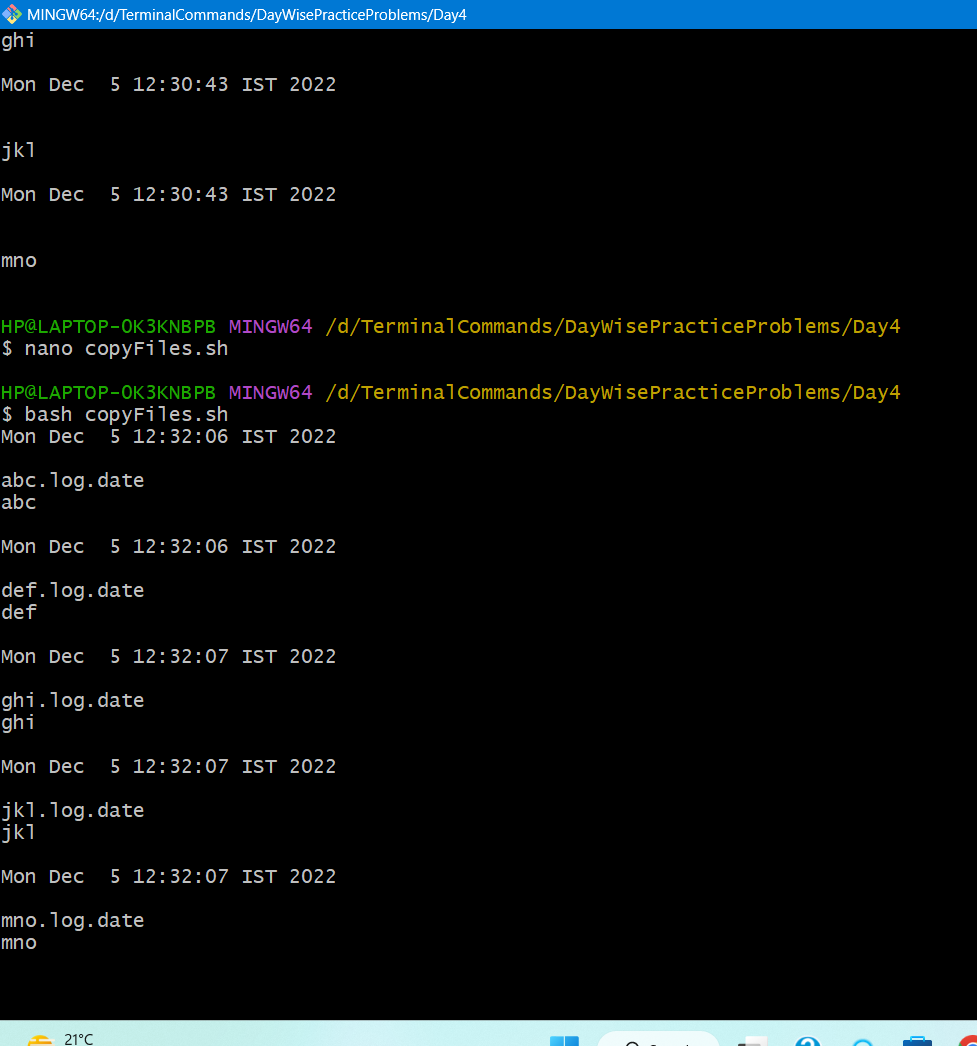 MINGW64:/d/TerminalCommands/DayWisePracticeProblems/Day4
ghi
Mon Dec  5 12:30:43 IST 2022
jkl
Mon Dec  5 12:30:43 IST 2022
mno
HP@LAPTOP-OK3KNBPB MINGW64 /d/TerminalCommands/DayWisePracticeProblems/Day4
$ nano copyFiles.sh
HP@LAPTOP-OK3KNBPB MINGW64 /d/TerminalCommands/DayWisePracticeProblems/Day4
$ bash copyFiles.sh
Mon Dec  5 12:32:06 IST 2022
abc.log.date
abc
Mon Dec  5 12:32:06 IST 2022
def.log.date
def
Mon Dec  5 12:32:07 IST 2022
ghi.log.date
ghi
Mon Dec  5 12:32:07 IST 2022
jkl.log.date
jkl
Mon Dec  5 12:32:07 IST 2022
mno.log.date
mno
21°C